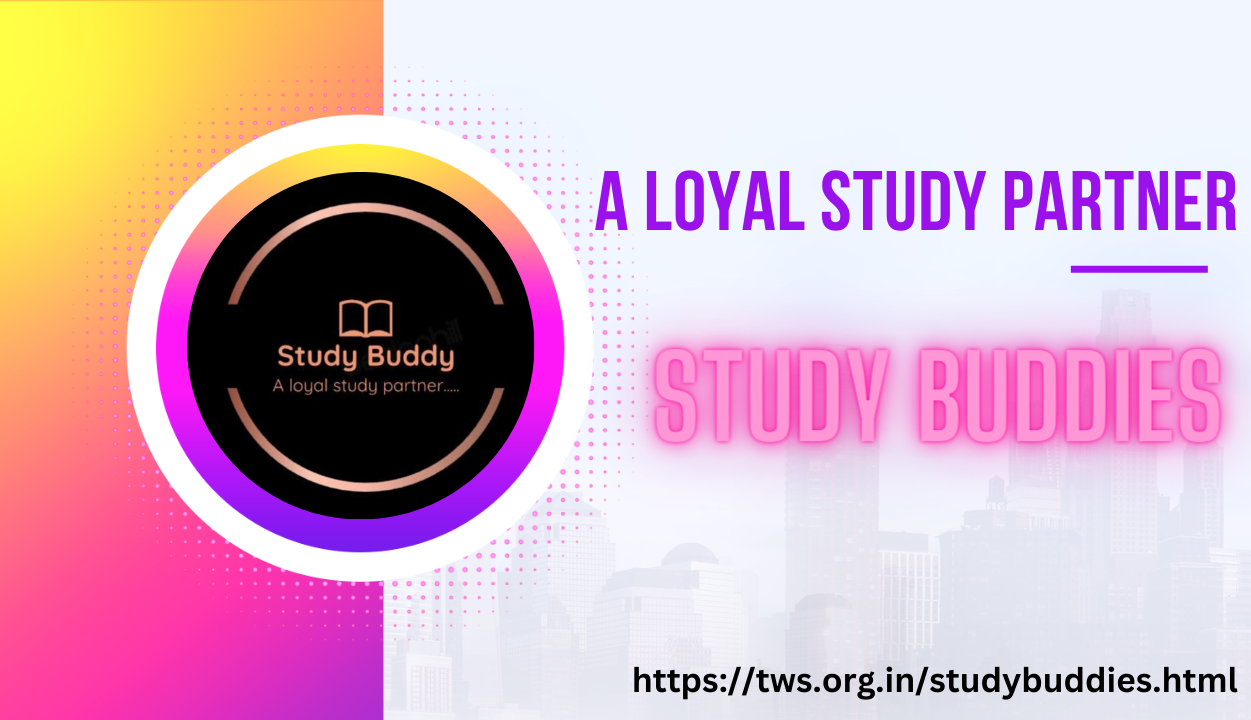 A LOYAL STUDY PARTNER
STUDY BUDDIES
Study Buddy
A loyal study partner.....
https://tws.org.in/studybuddies.html